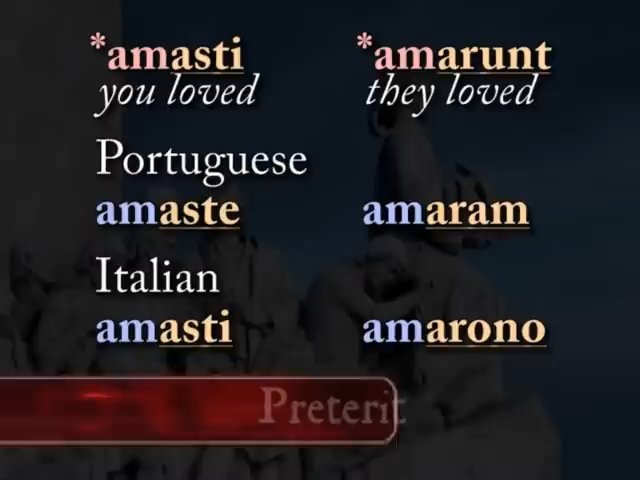 *amasti *amarunt
you loved they loved
Portuguese
amaste amaram
Italian
amasti amarono
Preterit